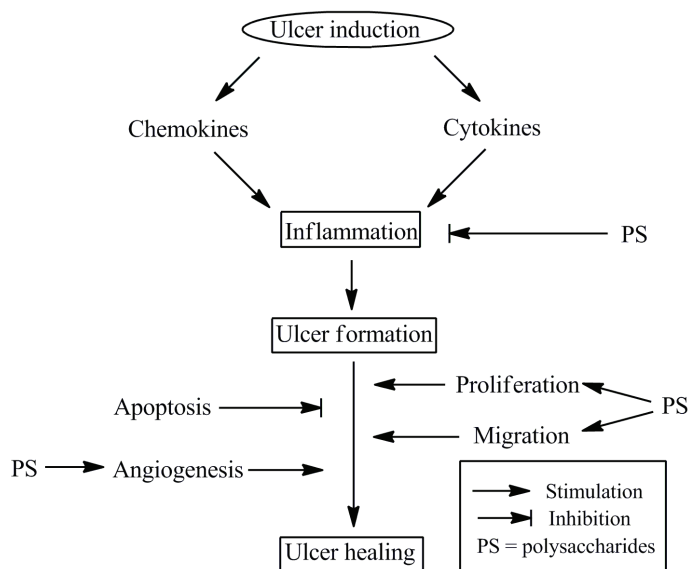 Ulcer induction
Chemokines
Cytokines
Inflammation
PS
Ulcer formation
Proliferation
Apoptosis
PS
Migration
PS
Angiogenesis
Stimulation
Inhibition
PS = polysaccharides
Ulcer healing